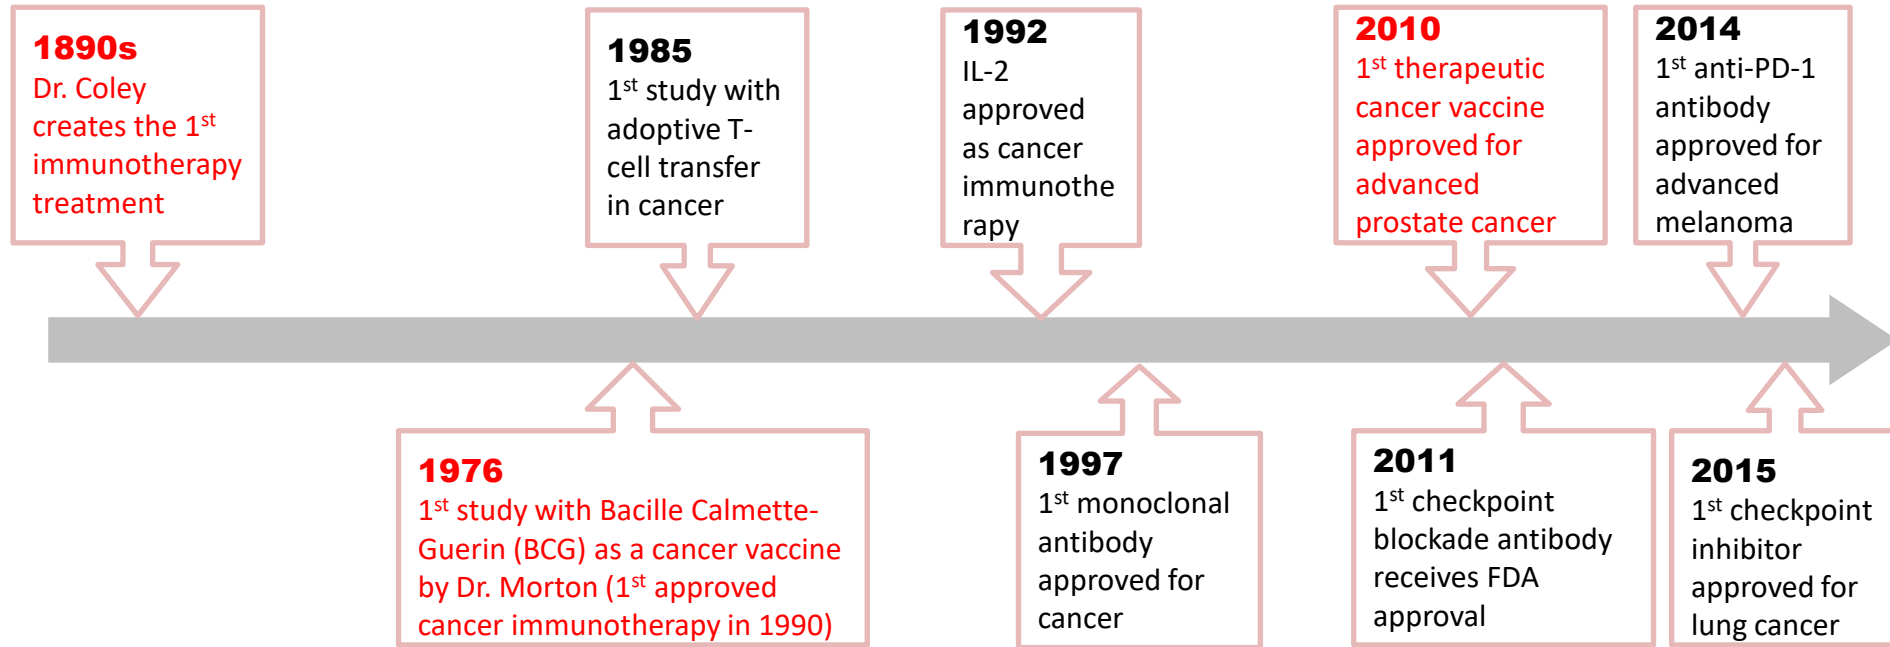 1890s
Dr. Coley
creates the 1st
immunotherapy
treatment
1985
1st study with
adoptive T-
cell transfer
in cancer
1992
IL-2
approved
as cancer
immunothe
rapy
2010
1st therapeutic
cancer vaccine
approved for
advanced
prostate cancer
2014
1st anti-PD-1
antibody
approved for
advanced
melanoma
1976
1st study with Bacille Calmette-
Guerin (BCG) as a cancer vaccine
by Dr. Morton (1st approved
cancer immunotherapy in 1990)
1997
1st monoclonal
antibody
approved for
cancer
2011
1st checkpoint
blockade antibody
receives FDA
approval
2015
1st checkpoint
inhibitor
approved for
lung cancer